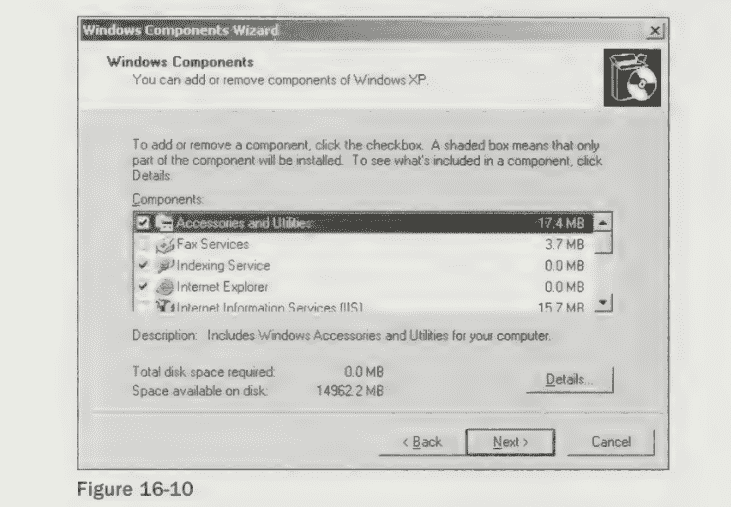 Windows Components Wizard
Windows Components
You can add or remove components of Windows XP.
To add or remove a component, click the checkbox. A shaded box means that only
part of the component will be installed. To see what's included in a component, click
Details.
Components:
Accessories and Utilities 17.4 MB
Fax Services 3.7 MB
Indexing Service 0.0 MB
Internet Explorer 0.0 MB
Internet Information Services (IIS) 15.7 MB
Description: Includes Windows Accessories and Utilities for your computer.
Total disk space required: 0.0 MB
Space available on disk: 14962.2 MB
Details...
< Back Next > Cancel
Figure 16-10